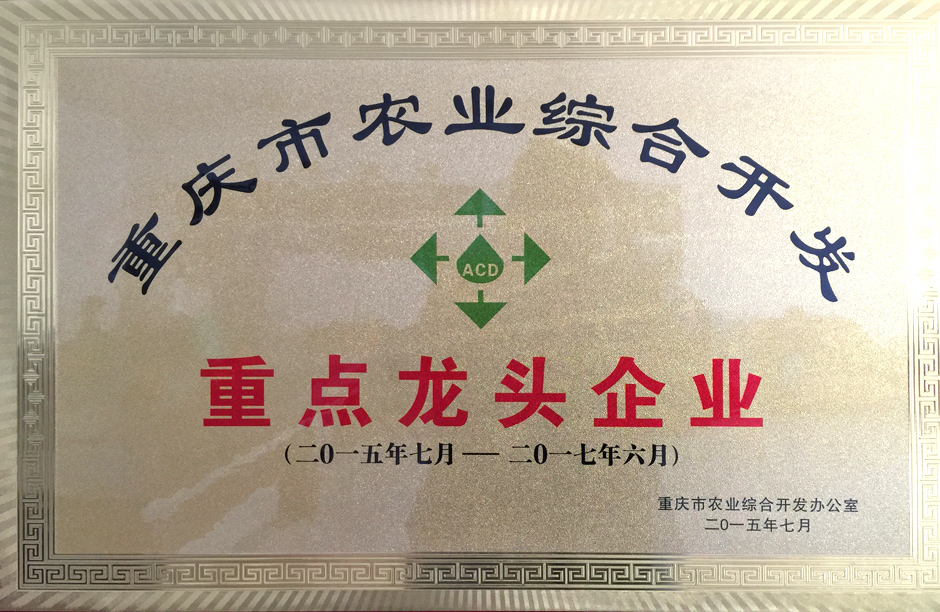 重庆市农业综合开发
ACD
重点龙头企业
(二0一五年七月 —— 二0一七年六月)
重庆市农业综合开发办公室
二0一五年七月